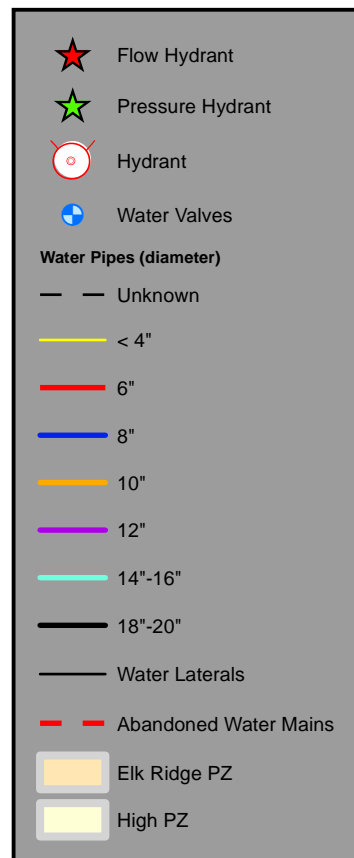 Flow Hydrant
Pressure Hydrant
Hydrant
Water Valves
Water Pipes (diameter)
Unknown
< 4"
6"
8"
10"
12"
14"-16"
18"-20"
Water Laterals
Abandoned Water Mains
Elk Ridge PZ
High PZ